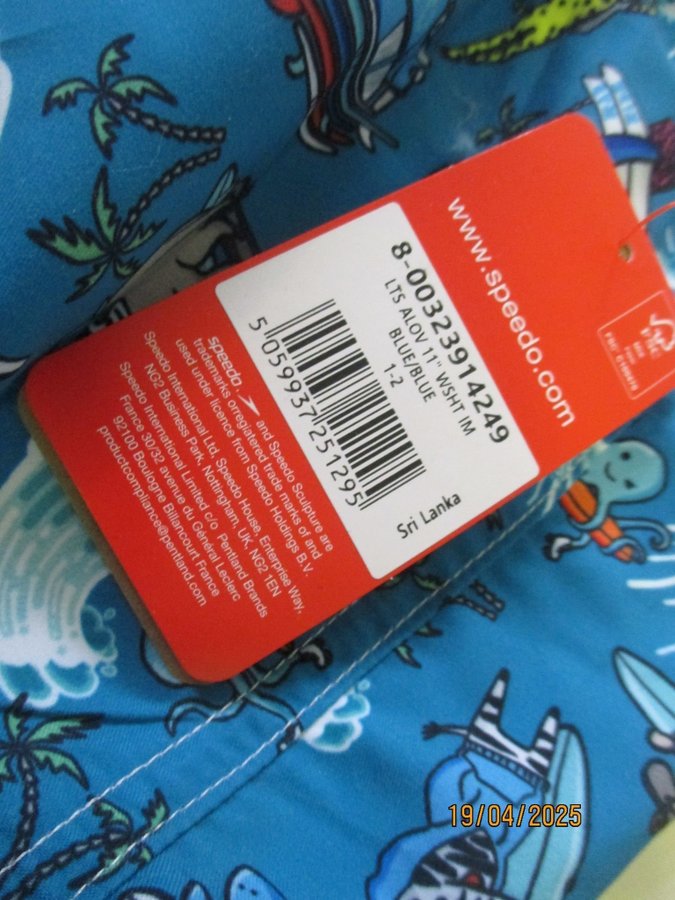 www.speedo.com
8-00323914249
LTS ALOV 11" WSHT IM
BLUE/BLUE
1-2
5 059937 251295
Sri Lanka
speedo and Speedo Sculpture are
trademarks orregistered trade marks of and
used under licence from Speedo Holdings B.V.
Speedo International Ltd, Speedo House, Enterprise Way,
NG2 Business Park, Nottingham, UK, NG2 1EN
Speedo International Limited C/o Pentland Brands
France 30/32 avenue du Général Leclerc
92100 Boulogne Billancourt France
productcompliance@pentland.com
19/04/2025